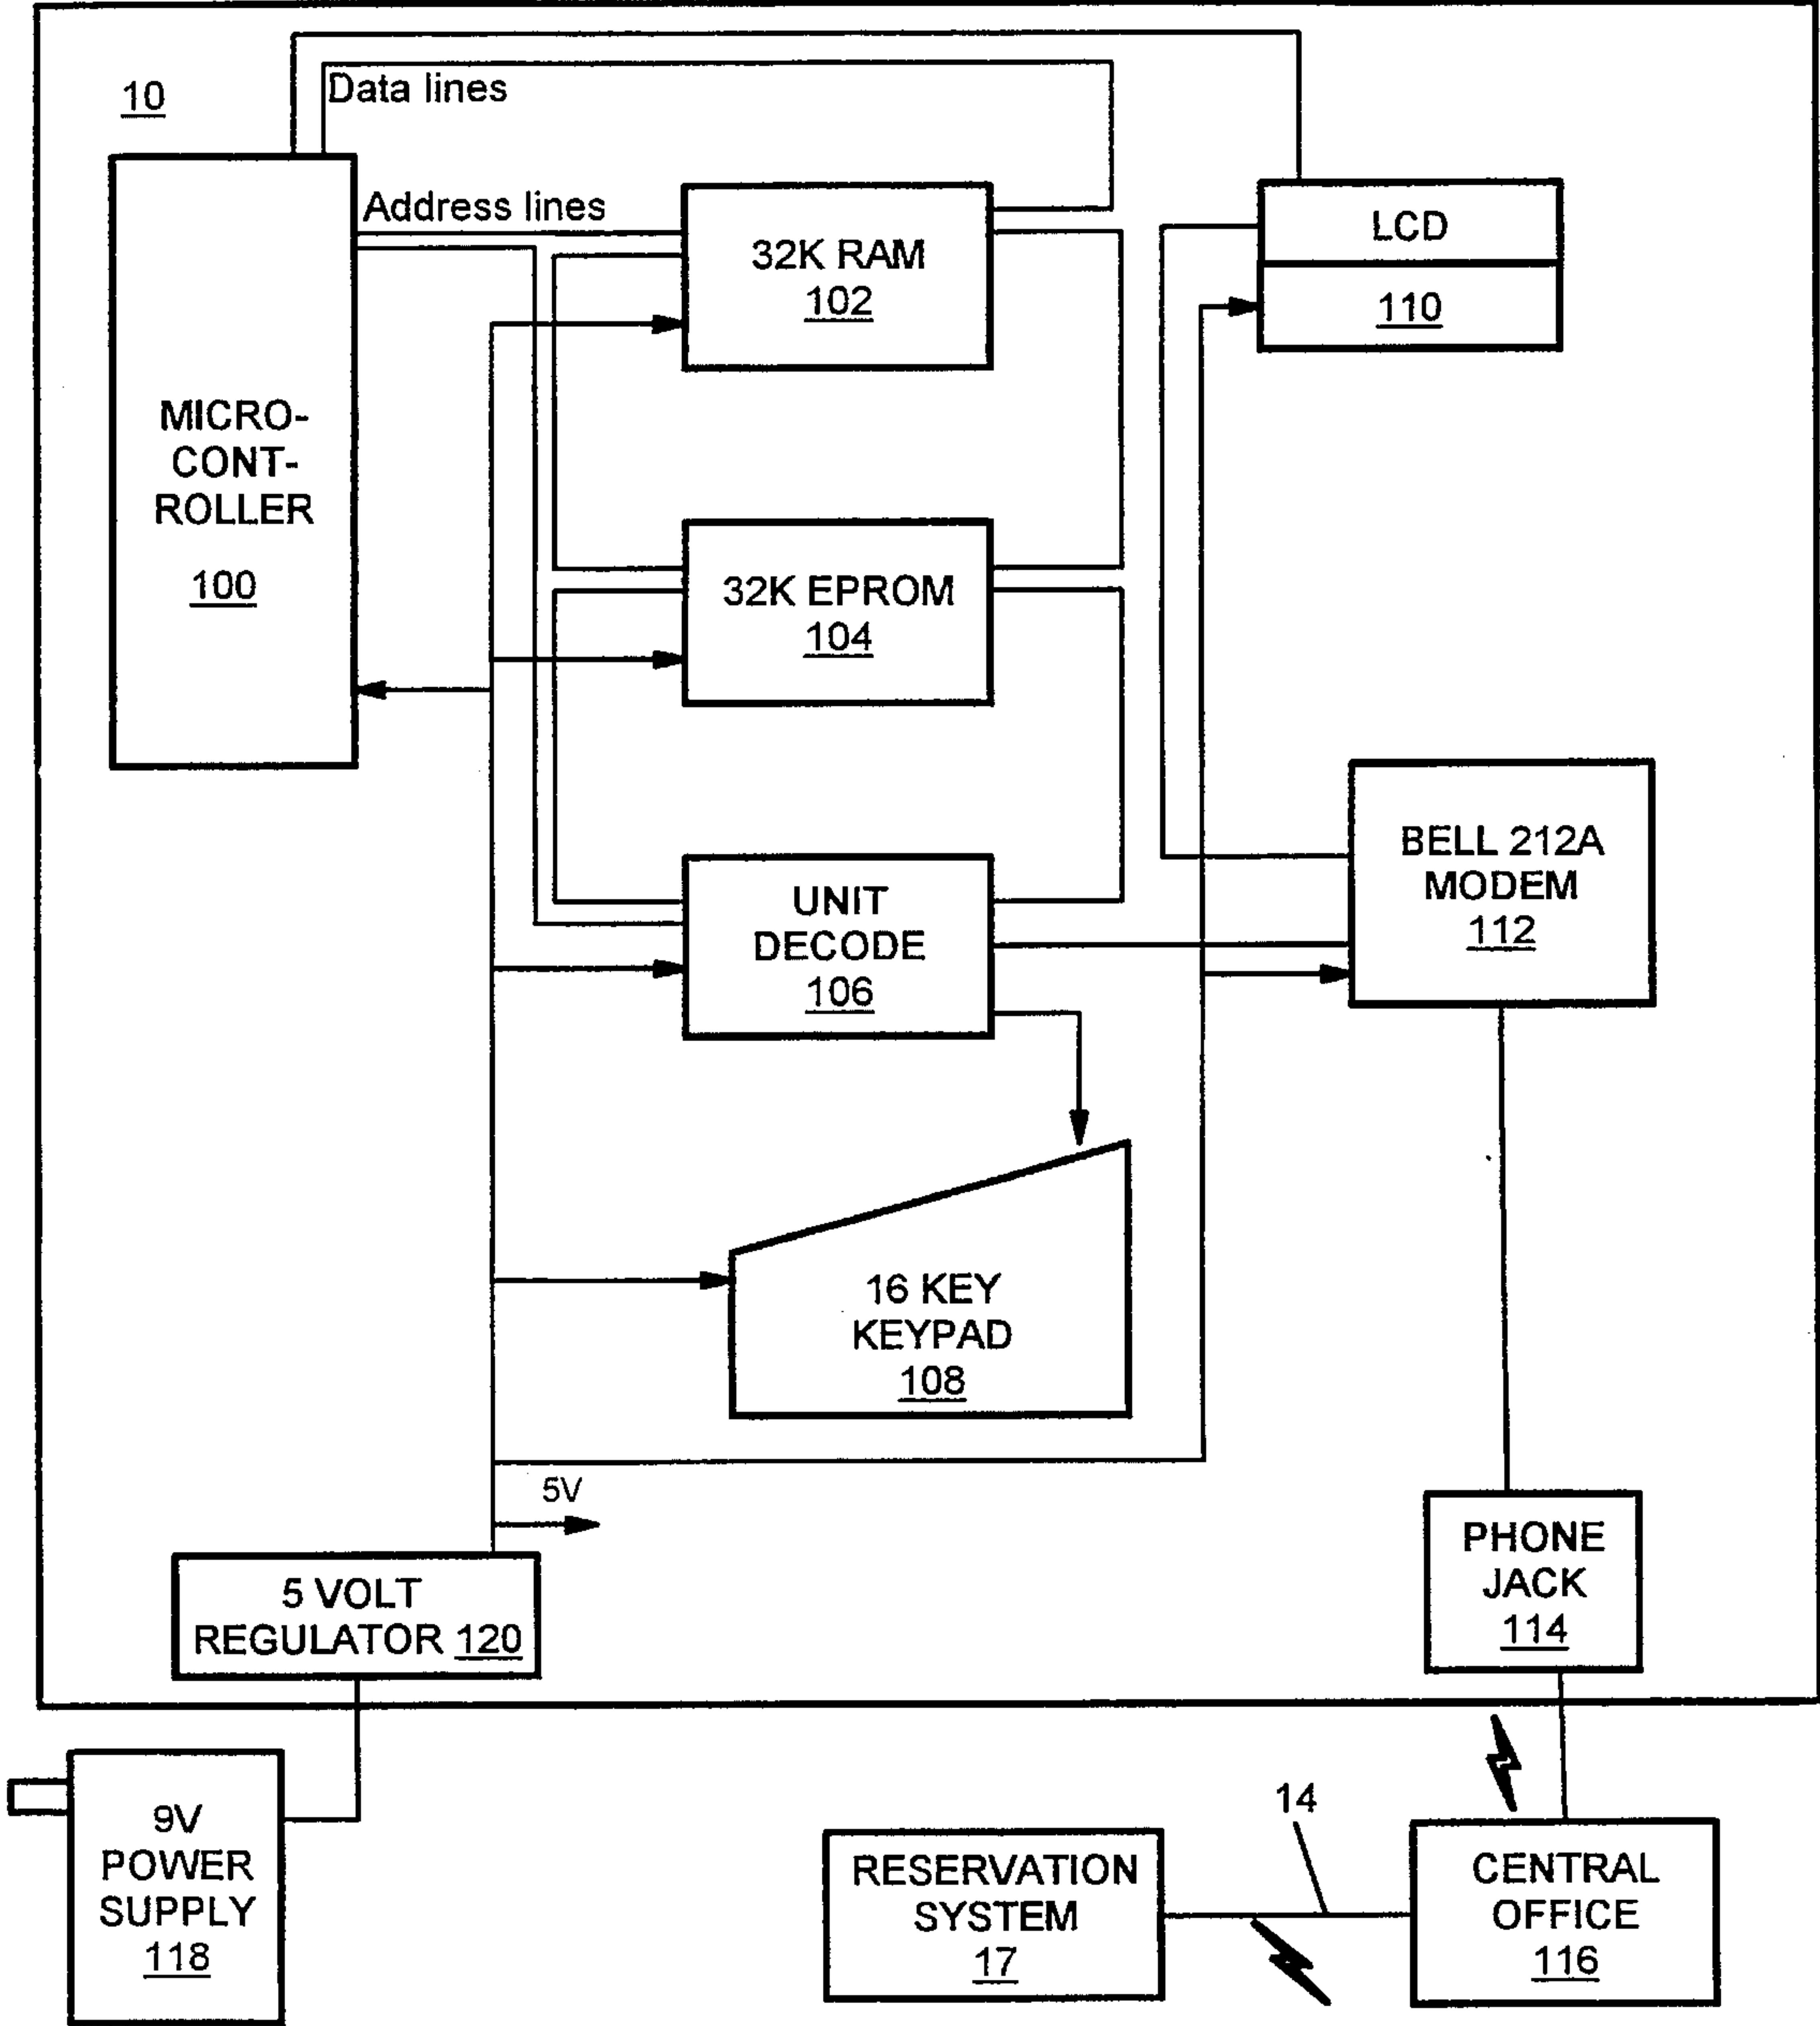 10
Data lines
Address lines
MICRO-
CONT-
ROLLER
100
32K RAM
102
LCD
110
32K EPROM
104
BELL 212A
MODEM
112
UNIT
DECODE
106
16 KEY
KEYPAD
108
5V
5 VOLT
REGULATOR 120
PHONE
JACK
114
9V
POWER
SUPPLY
118
RESERVATION
SYSTEM
17
14
CENTRAL
OFFICE
116